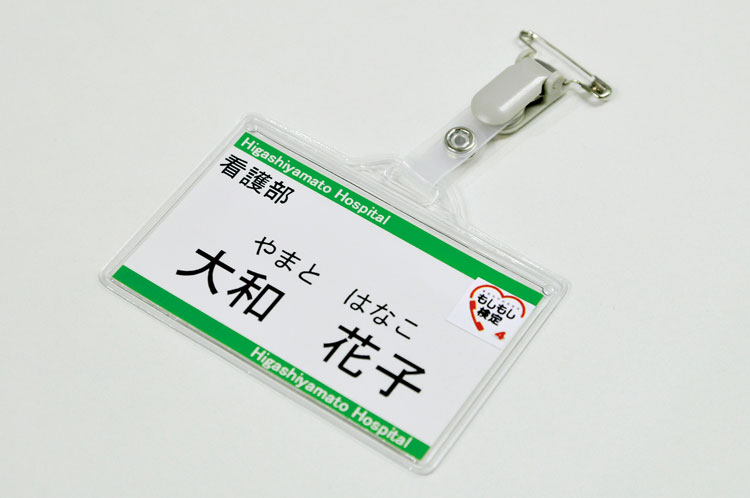 Higashiyamato Hospital
看護部
やまと はなこ
大和 花子
もしもし
検定
4
Higashiyamato Hospital